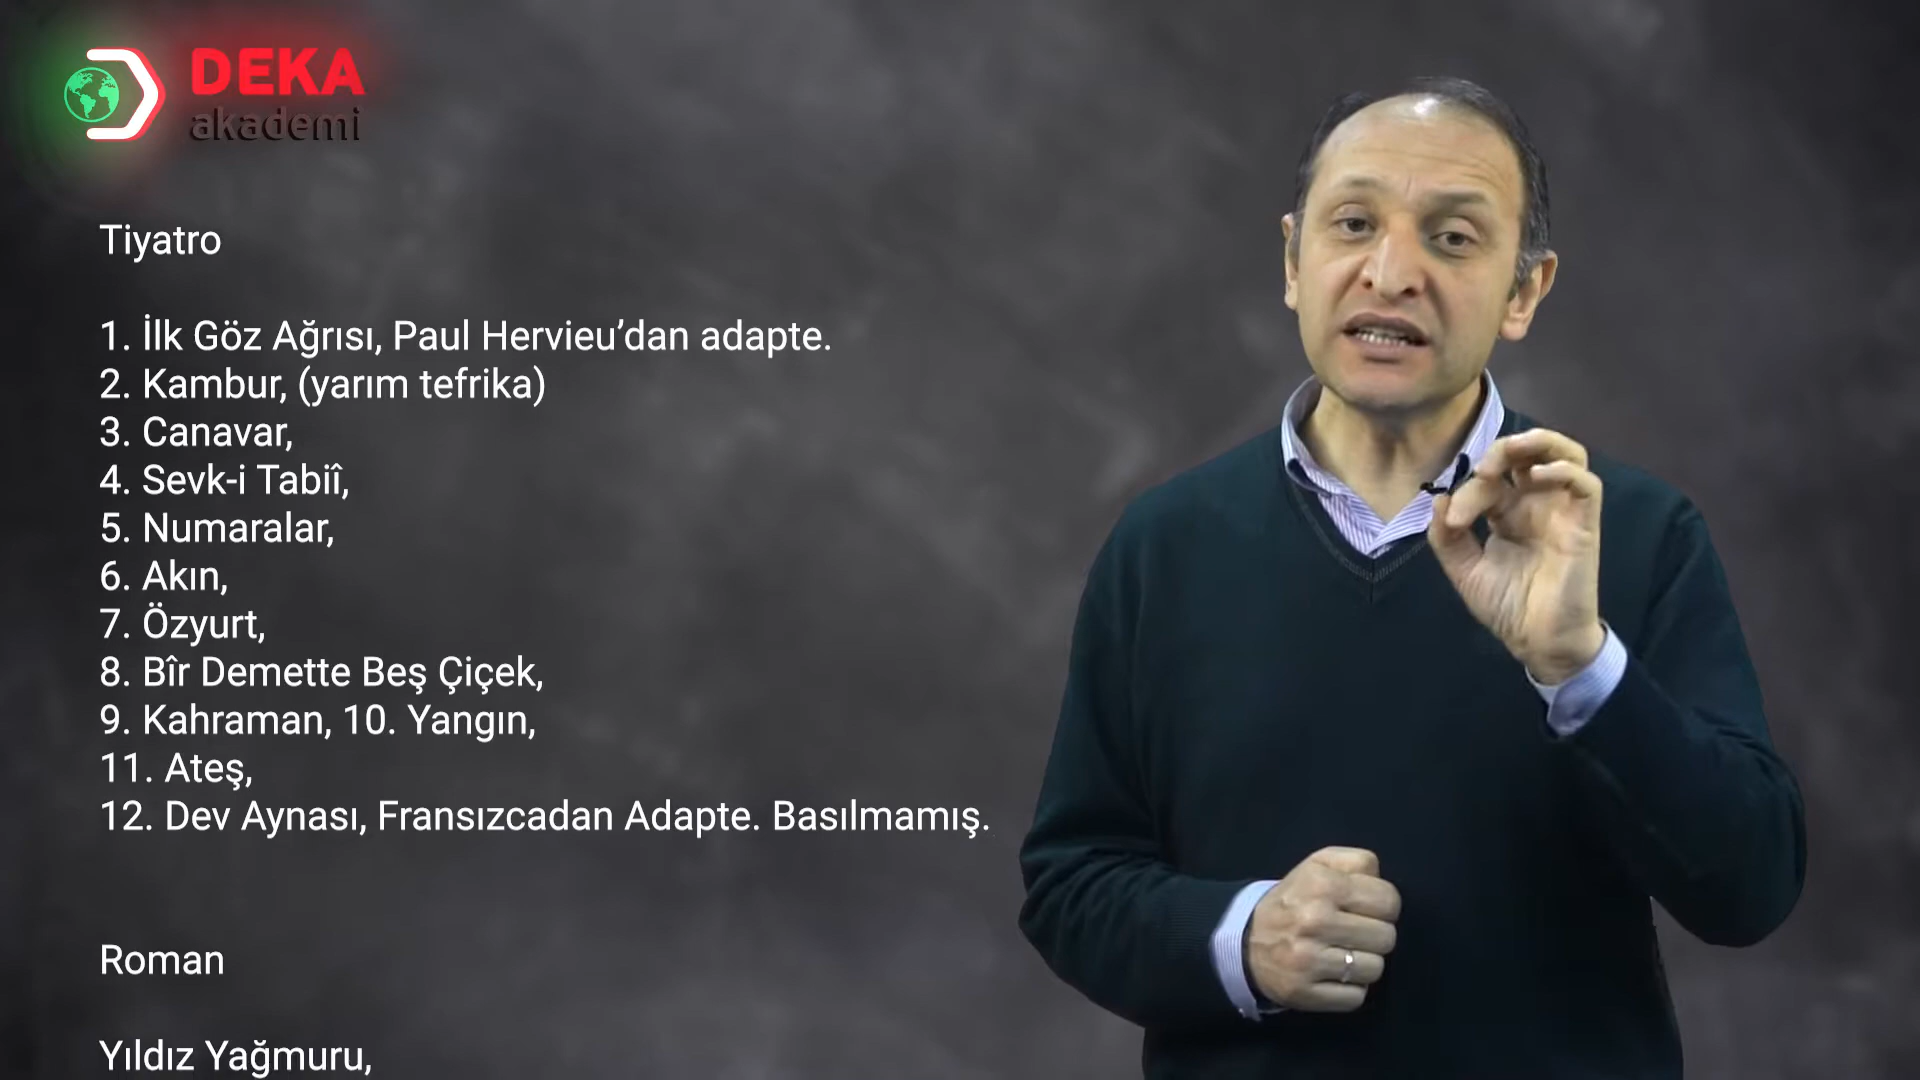 DEKA
akademi
Tiyatro
1. İlk Göz Ağrısı, Paul Hervieu’dan adapte.
2. Kambur, (yarım tefrika)
3. Canavar,
4. Sevk-i Tabiî,
5. Numaralar,
6. Akın,
7. Özyurt,
8. Bîr Demette Beş Çiçek,
9. Kahraman, 10. Yangın,
11. Ateş,
12. Dev Aynası, Fransızcadan Adapte. Basılmamış.
Roman
Yıldız Yağmuru,